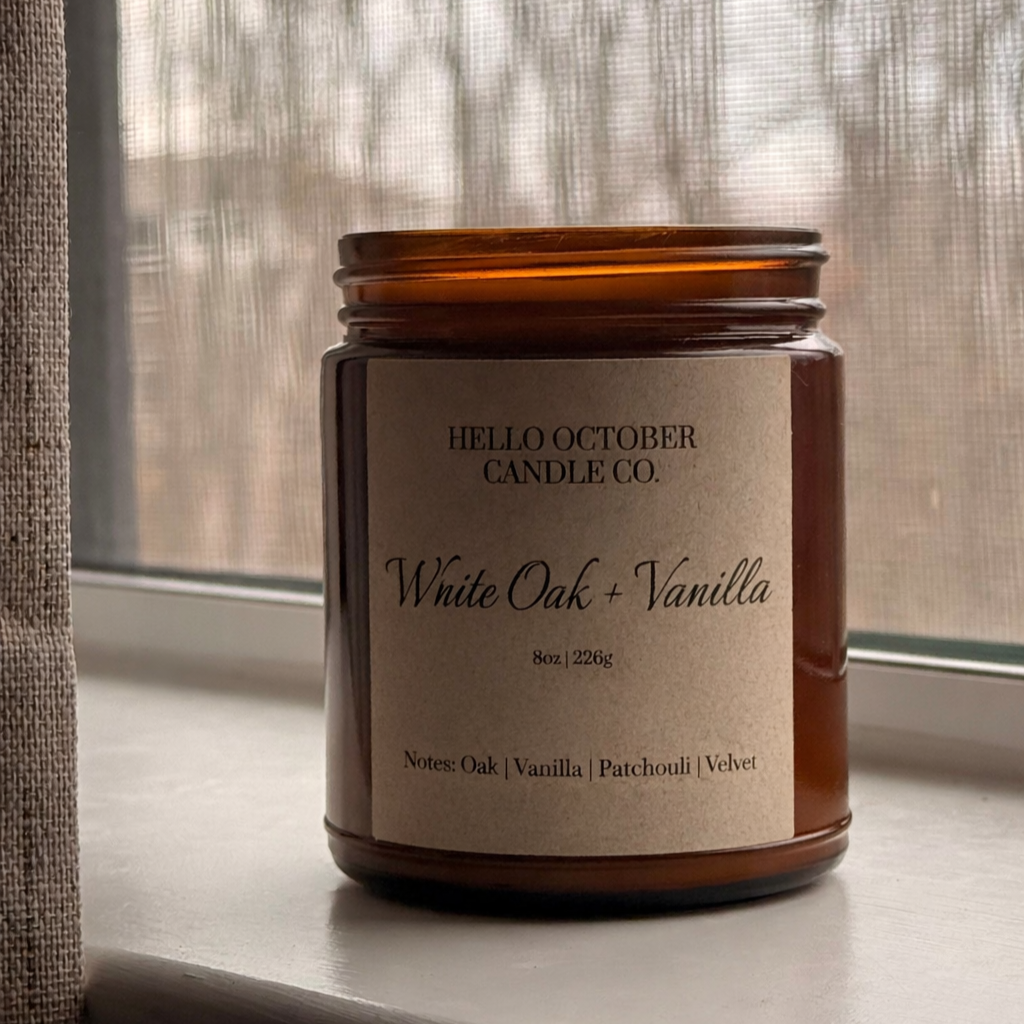 HELLO OCTOBER
CANDLE CO.
White Oak + Vanilla
8oz | 226g
Notes: Oak | Vanilla | Patchouli | Velvet